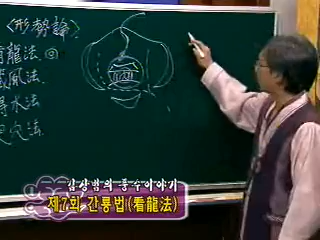 〈形勢論〉
看龍法
藏風法
得水法
定穴法
김상범의 풍수이야기
제7회 간룡법(看龍法)